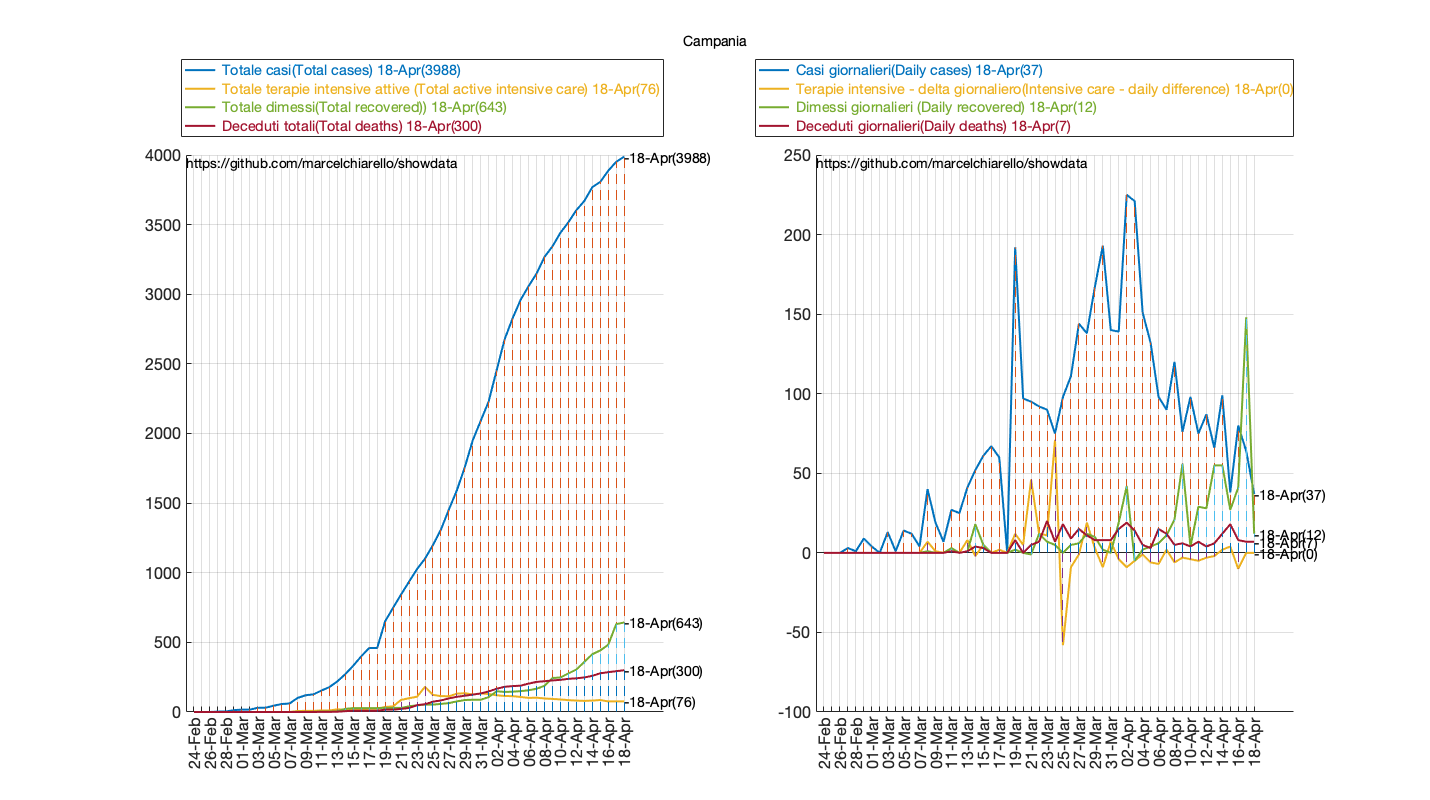 Campania
Totale casi(Total cases) 18-Apr(3988)
Totale terapie intensive attive (Total active intensive care) 18-Apr(76)
Totale dimessi(Total recovered)) 18-Apr(643)
Deceduti totali(Total deaths) 18-Apr(300)
https://github.com/marcelchiarello/showdata
4000
3500
3000
2500
2000
1500
1000
500
0
18-Apr(3988)
18-Apr(643)
18-Apr(300)
18-Apr(76)
24-Feb
26-Feb
28-Feb
01-Mar
03-Mar
05-Mar
07-Mar
09-Mar
11-Mar
13-Mar
15-Mar
17-Mar
19-Mar
21-Mar
23-Mar
25-Mar
27-Mar
29-Mar
31-Mar
02-Apr
04-Apr
06-Apr
08-Apr
10-Apr
12-Apr
14-Apr
16-Apr
18-Apr
Casi giornalieri(Daily cases) 18-Apr(37)
Terapie intensive - delta giornaliero(Intensive care - daily difference) 18-Apr(0)
Dimessi giornalieri (Daily recovered) 18-Apr(12)
Deceduti giornalieri(Daily deaths) 18-Apr(7)
https://github.com/marcelchiarello/showdata
250
200
150
100
50
0
-50
-100
18-Apr(37)
18-Apr(12)
18-Apr(7)
18-Apr(0)
24-Feb
26-Feb
28-Feb
01-Mar
03-Mar
05-Mar
07-Mar
09-Mar
11-Mar
13-Mar
15-Mar
17-Mar
19-Mar
21-Mar
23-Mar
25-Mar
27-Mar
29-Mar
31-Mar
02-Apr
04-Apr
06-Apr
08-Apr
10-Apr
12-Apr
14-Apr
16-Apr
18-Apr